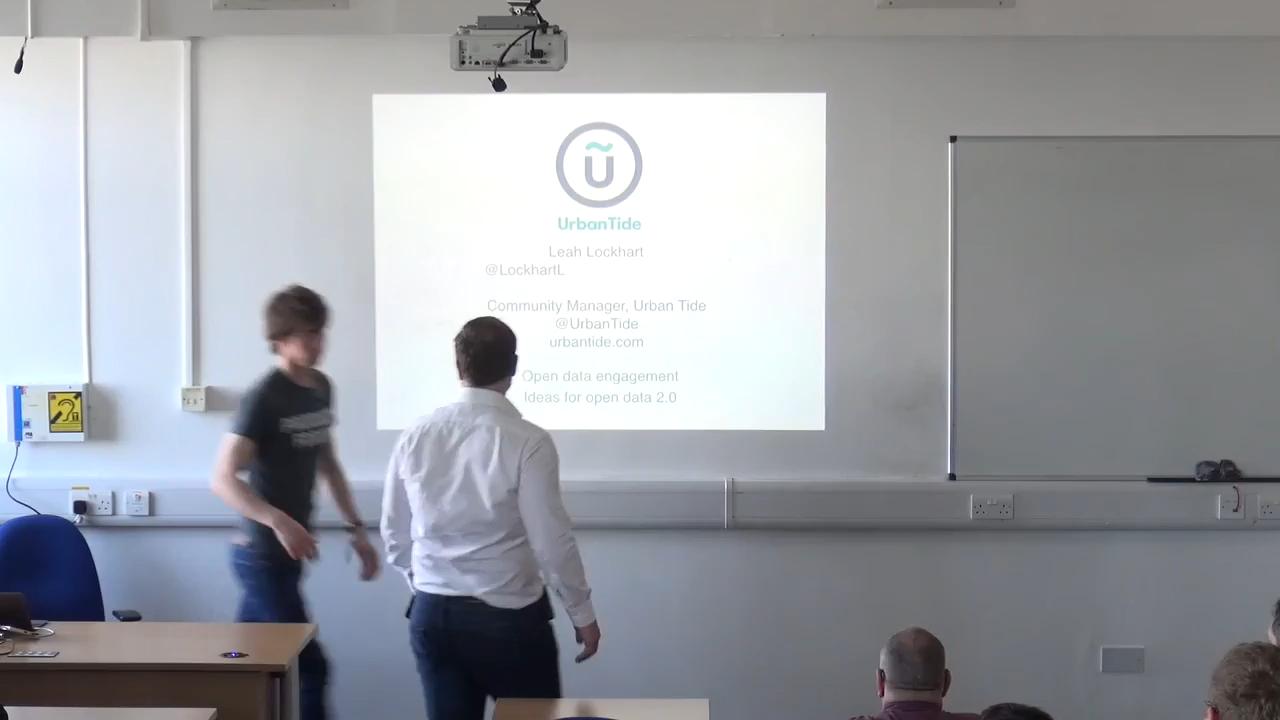 ũ
UrbanTide
Leah Lockhart
@LockhartL
Community Manager, Urban Tide
@UrbanTide
urbantide.com
Open data engagement
Ideas for open data 2.0